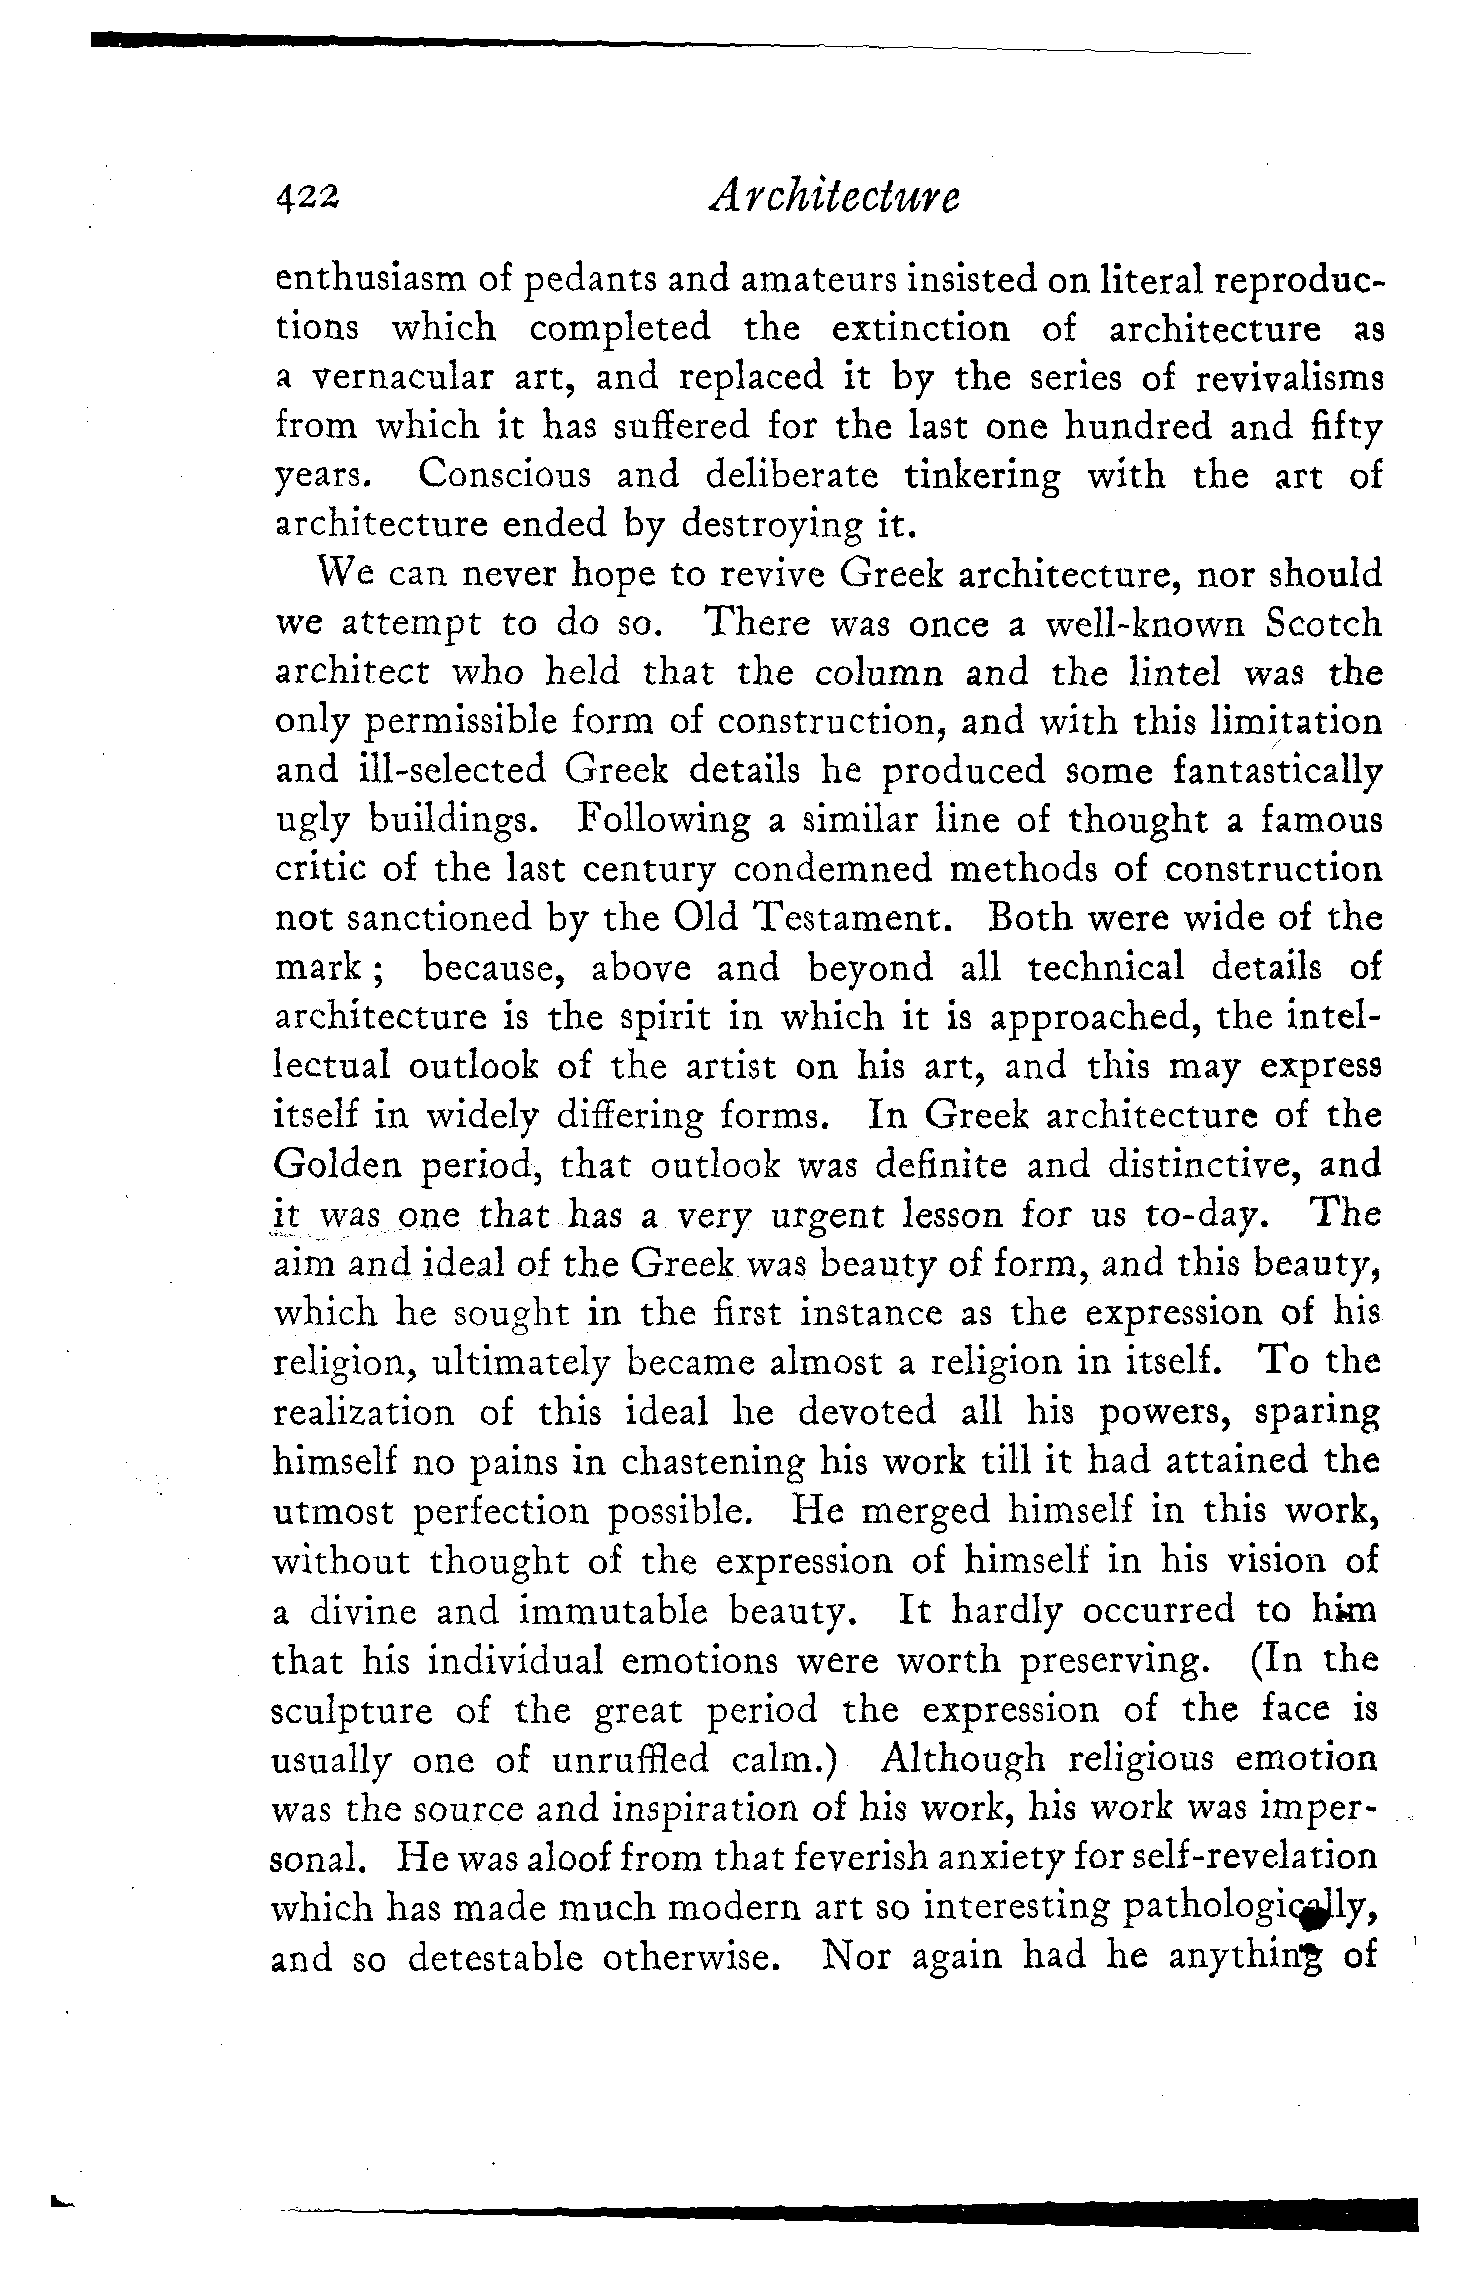 422 Architecture
enthusiasm of pedants and amateurs insisted on literal reproduc-
tions which completed the extinction of architecture as
a vernacular art, and replaced it by the series of revivalisms
from which it has suffered for the last one hundred and fifty
years. Conscious and deliberate tinkering with the art of
architecture ended by destroying it.
We can never hope to revive Greek architecture, nor should
we attempt to do so. There was once a well-known Scotch
architect who held that the column and the lintel was the
only permissible form of construction, and with this limitation
and ill-selected Greek details he produced some fantastically
ugly buildings. Following a similar line of thought a famous
critic of the last century condemned methods of construction
not sanctioned by the Old Testament. Both were wide of the
mark ; because, above and beyond all technical details of
architecture is the spirit in which it is approached, the intel-
lectual outlook of the artist on his art, and this may express
itself in widely differing forms. In Greek architecture of the
Golden period, that outlook was definite and distinctive, and
it was one that has a very urgent lesson for us to-day. The
aim and ideal of the Greek was beauty of form, and this beauty,
which he sought in the first instance as the expression of his
religion, ultimately became almost a religion in itself. To the
realization of this ideal he devoted all his powers, sparing
himself no pains in chastening his work till it had attained the
utmost perfection possible. He merged himself in this work,
without thought of the expression of himself in his vision of
a divine and immutable beauty. It hardly occurred to him
that his individual emotions were worth preserving. (In the
sculpture of the great period the expression of the face is
usually one of unruffled calm.) Although religious emotion
was the source and inspiration of his work, his work was imper-
sonal. He was aloof from that feverish anxiety for self-revelation
which has made much modern art so interesting pathologically,
and so detestable otherwise. Nor again had he anything of